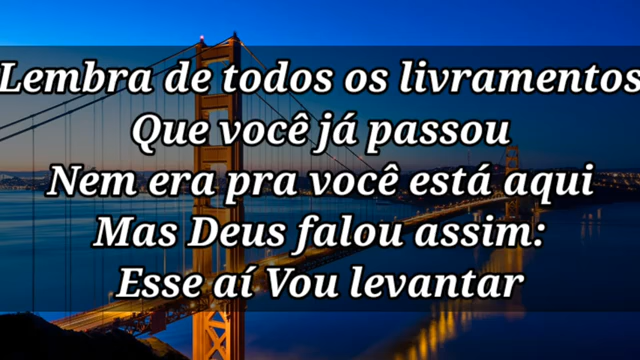 Lembra de todos os livramentos
Que você já passou
Nem era pra você está aqui
Mas Deus falou assim:
Esse aí Vou levantar